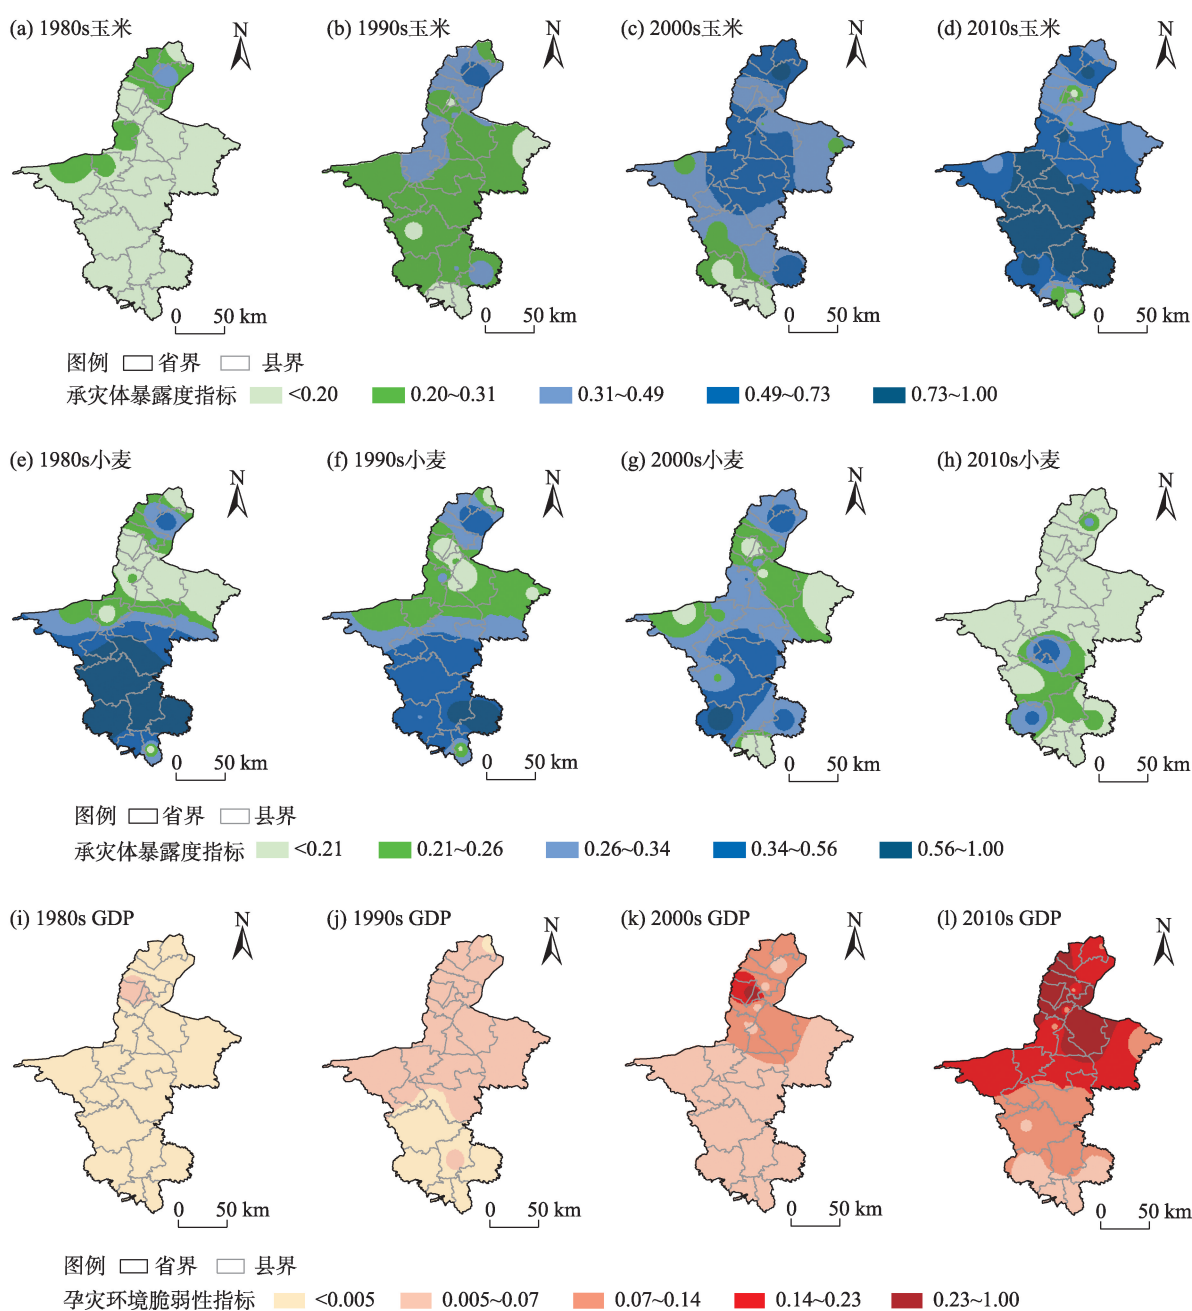 (a) 1980s玉米
(b) 1990s玉米
(c) 2000s玉米
(d) 2010s玉米
N
N
N
N
0 50 km
0 50 km
0 50 km
0 50 km
图例 省界 县界
承灾体暴露度指标 <0.20 0.20~0.31 0.31~0.49 0.49~0.73 0.73~1.00
(e) 1980s小麦
(f) 1990s小麦
(g) 2000s小麦
(h) 2010s小麦
N
N
N
N
0 50 km
0 50 km
0 50 km
0 50 km
图例 省界 县界
承灾体暴露度指标 <0.21 0.21~0.26 0.26~0.34 0.34~0.56 0.56~1.00
(i) 1980s GDP
(j) 1990s GDP
(k) 2000s GDP
(l) 2010s GDP
N
N
N
N
0 50 km
0 50 km
0 50 km
0 50 km
图例 省界 县界
孕灾环境脆弱性指标 <0.005 0.005~0.07 0.07~0.14 0.14~0.23 0.23~1.00